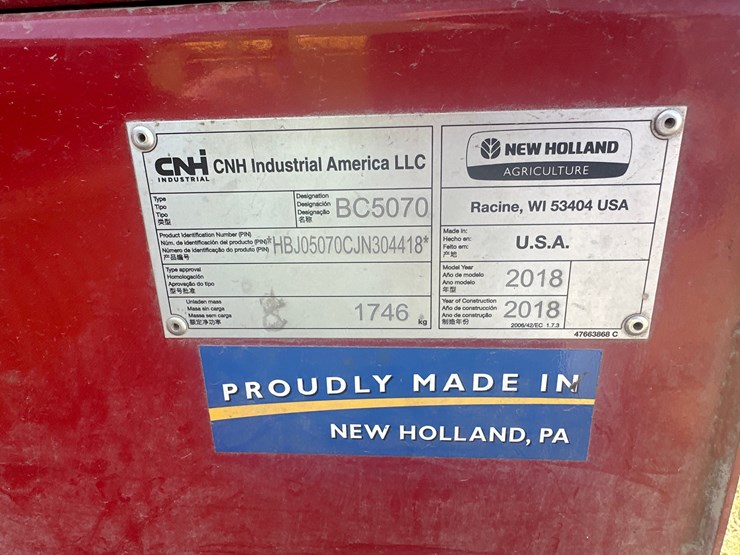 CNH INDUSTRIAL
CNH Industrial America LLC
NEW HOLLAND
AGRICULTURE
Type
Tipo
Tipo
类型
Designation
Designación
Designação
名称
BC5070
Racine, WI 53404 USA
Product Identification Number (PIN)
Núm. de identificación del producto (PIN)
Número de identificação do produto (PIN)
产品编号
*HBJ05070CJN304418*
Made in:
Hecho en:
Feito em:
产地
U.S.A.
Type approval
Homologación
Aprovação do tipo
型号批准
Model Year
Año de modelo
Ano modelo
年型
2018
Unladen mass
Masa sin carga
Massa sem carga
额定净功率
1746 kg
Year of Construction
Año de construcción
Ano de construção
制造年份
2018
2006/42/EC 1.7.3
47663868 C
PROUDLY MADE IN
NEW HOLLAND, PA